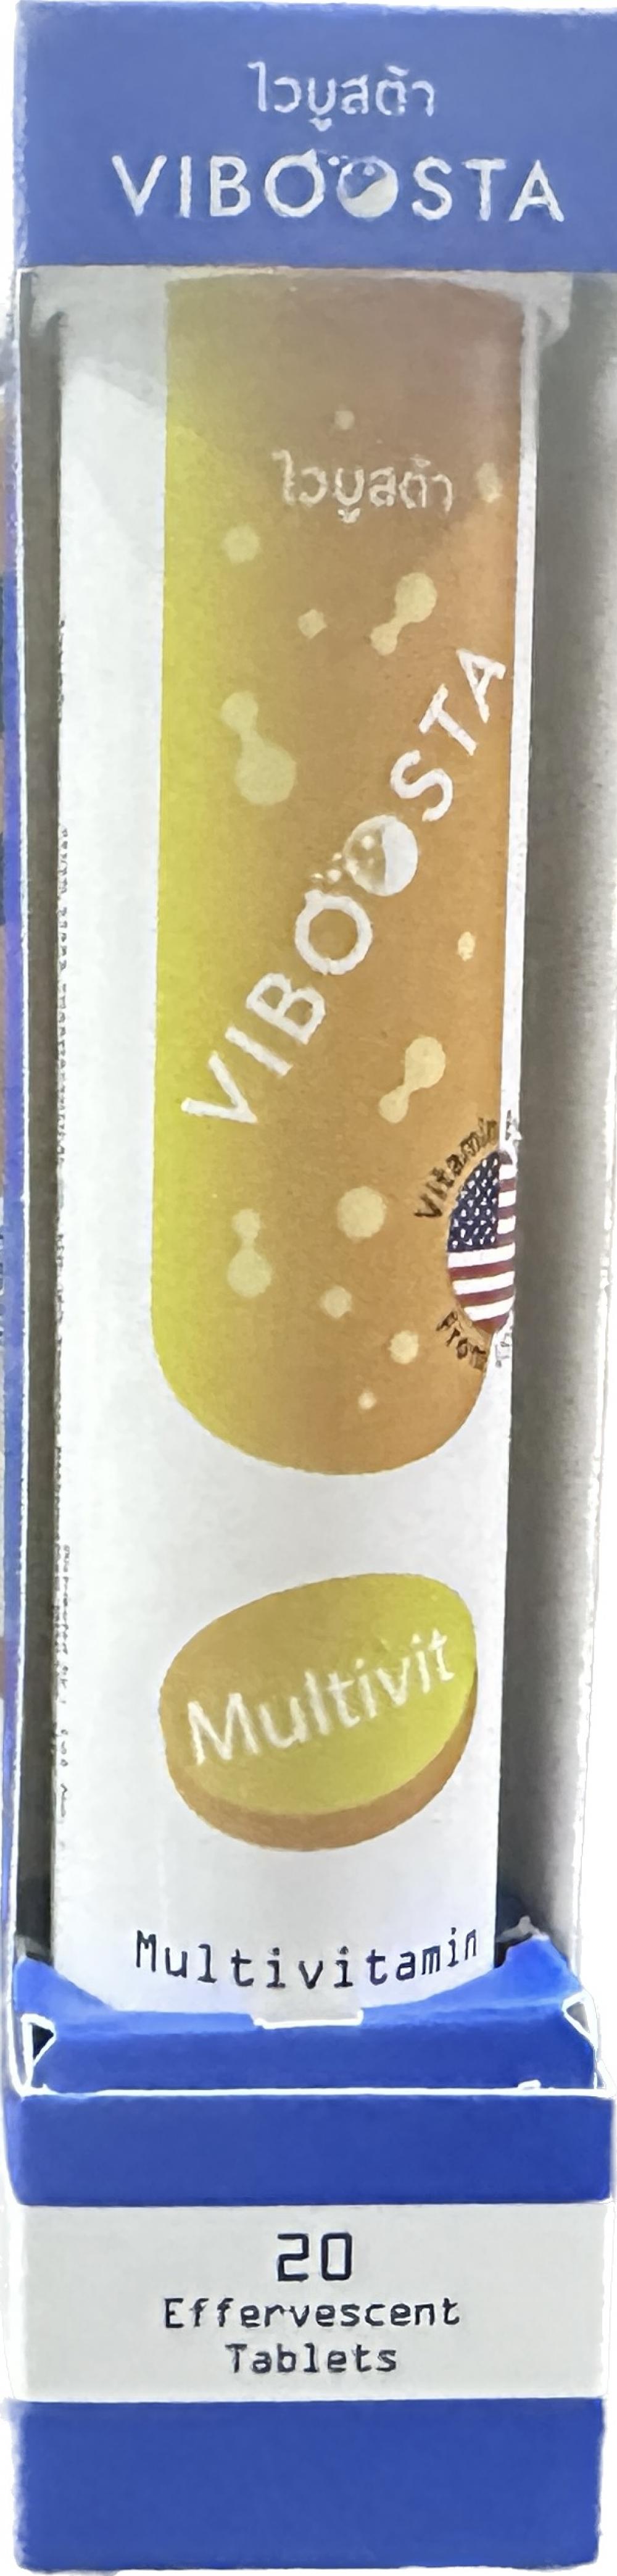 ไวบูสต้า
VIBOOSTA
ไวบูสต้า
VIBOOSTA
Vitamin
From
Multivit
Multivitamin
20
Effervescent
Tablets